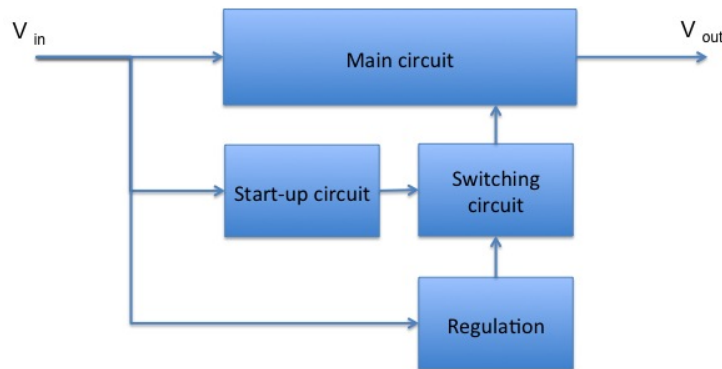 V in
V out
Main circuit
Start-up circuit
Switching
circuit
Regulation